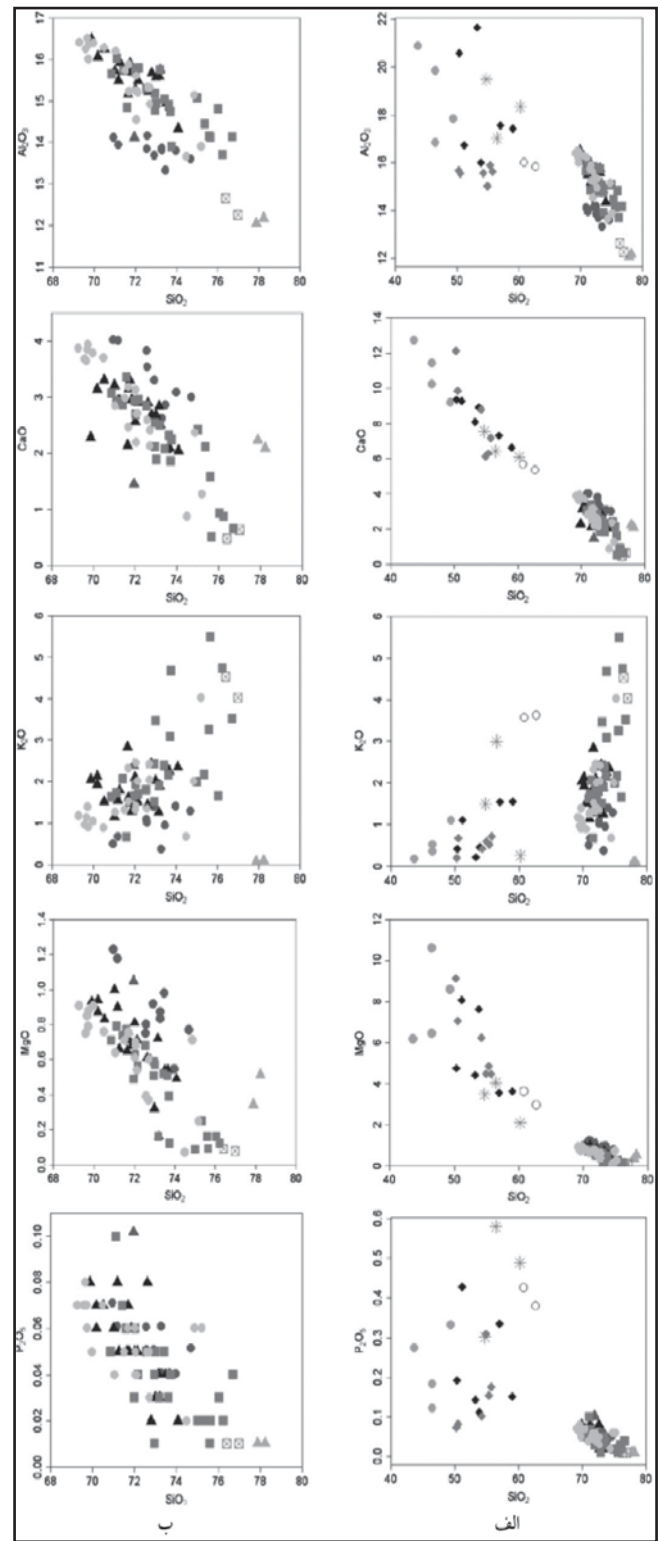 Al₂O₃
11 12 13 14 15 16
68 70 72 74 76 78 80
SiO₂
Al₂O₃
12 14 16 18 20 22
40 50 60 70 80
SiO₂
CaO
0 1 2 3 4
68 70 72 74 76 78 80
SiO₂
CaO
0 2 4 6 8 10 12 14
40 50 60 70 80
SiO₂
K₂O
0 1 2 3 4 5 6
68 70 72 74 76 78 80
SiO₂
K₂O
0 1 2 3 4 5 6
40 50 60 70 80
SiO₂
MgO
0.0 0.2 0.4 0.6 0.8 1.0 1.2 1.4
68 70 72 74 76 78 80
SiO₂
MgO
0 2 4 6 8 10 12
40 50 60 70 80
SiO₂
P₂O₅
0.00 0.02 0.04 0.06 0.08 0.10
68 70 72 74 76 78 80
SiO₂
P₂O₅
0.0 0.1 0.2 0.3 0.4 0.5 0.6
40 50 60 70 80
SiO₂
الف
ب